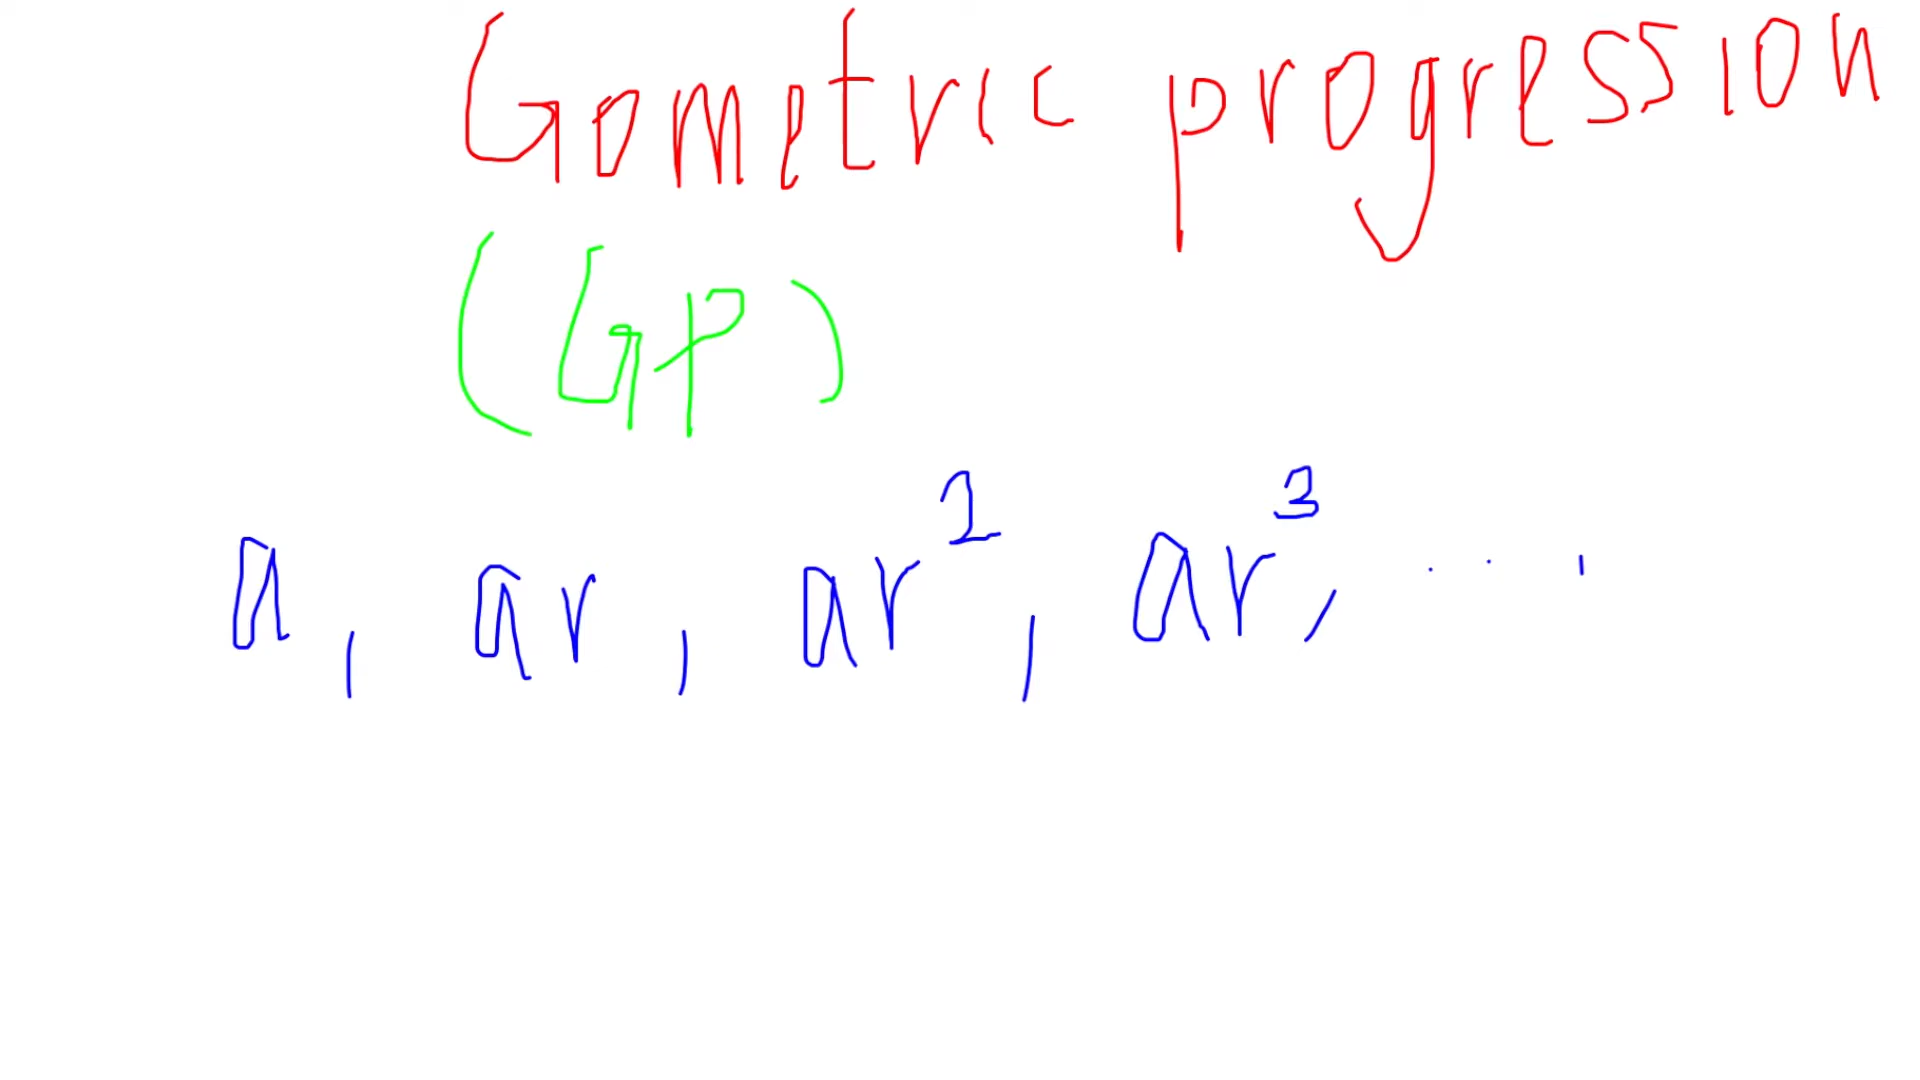 Gometric progression
(GP)
a, ar, ar², ar³, ...